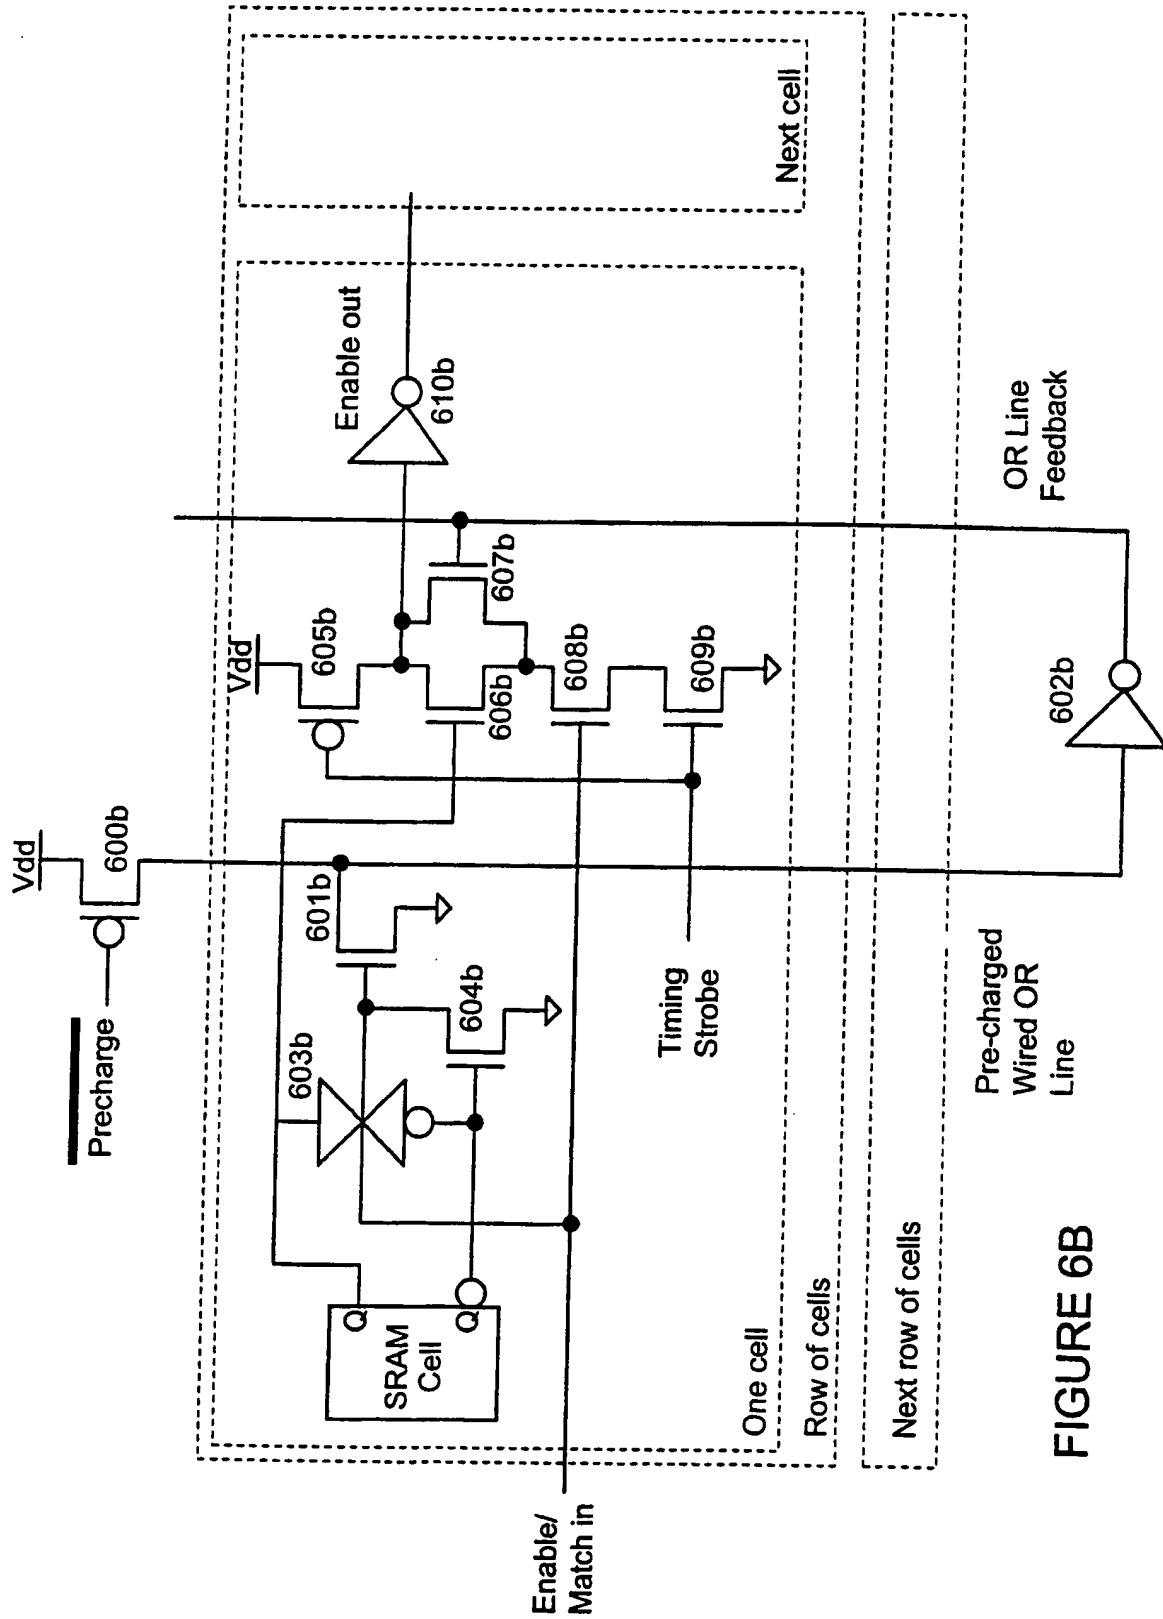 Vdd
Precharge
600b
SRAM
Cell
Q
Q
603b
601b
604b
Vdd
605b
606b
607b
608b
609b
Enable out
610b
Timing
Strobe
Enable/
Match in
One cell
Next cell
Row of cells
Next row of cells
Pre-charged
Wired OR
Line
602b
OR Line
Feedback
FIGURE 6B